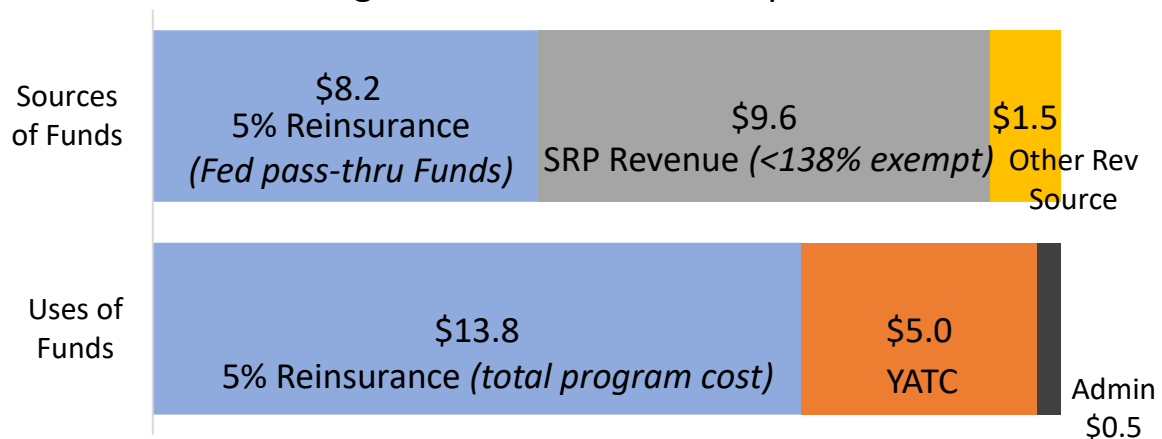 Sources
of Funds
$8.2
5% Reinsurance
(Fed pass-thru Funds)
$9.6
SRP Revenue (<138% exempt)
$1.5
Other Rev
Source
Uses of
Funds
$13.8
5% Reinsurance (total program cost)
$5.0
YATC
Admin
$0.5